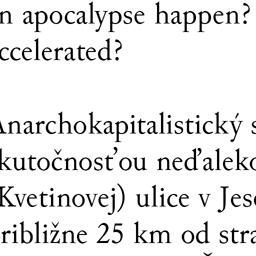 n apocalypse happen?
ccelerated?
Anarchokapitalistický s
kutočnosťou neďaleko
Kvetinovej) ulice v Jese
ribližne 25 km od stra